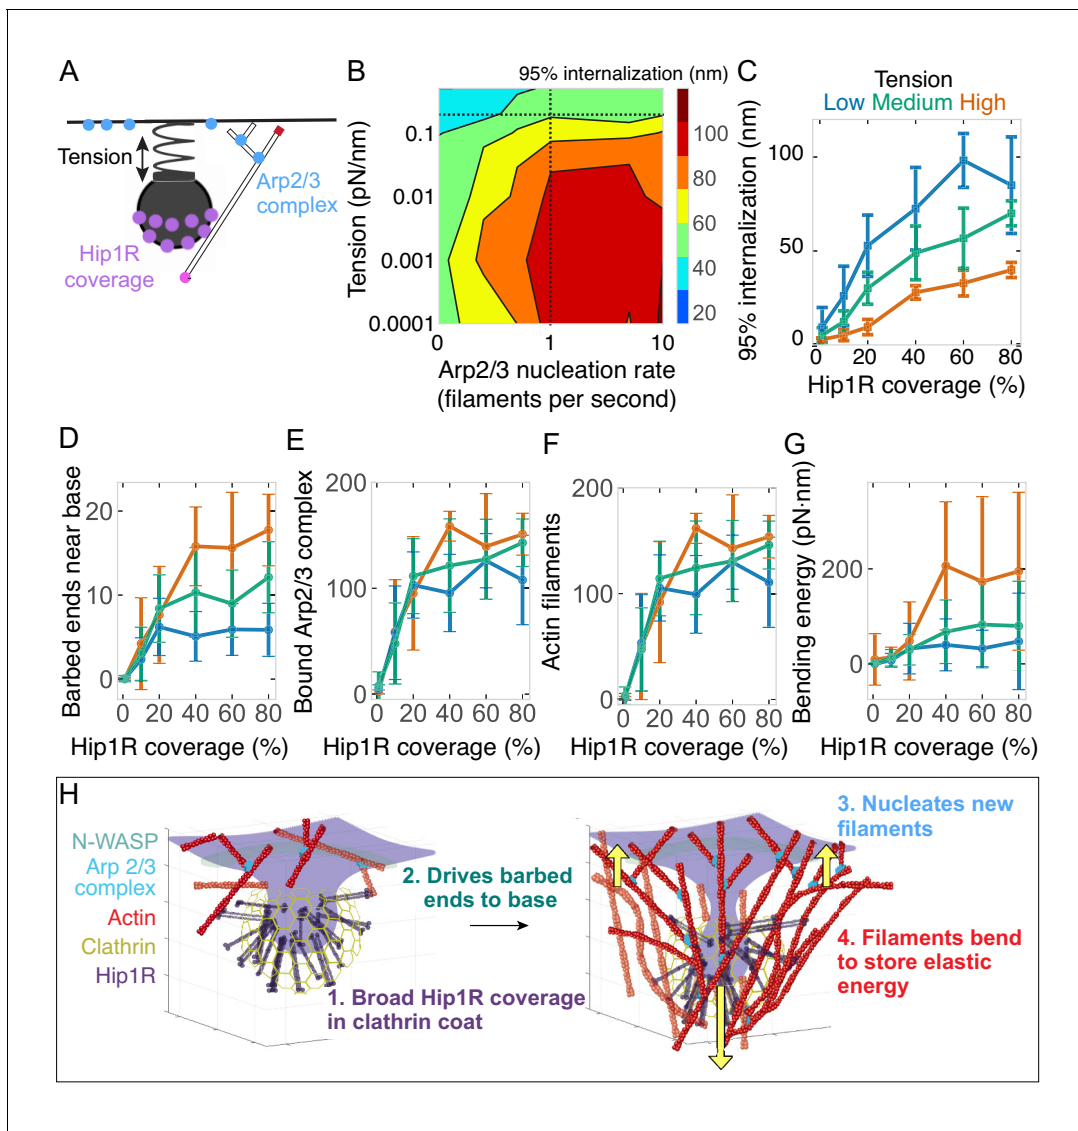 A
Tension
Arp2/3
complex
Hip1R
coverage
B
95% internalization (nm)
Tension (pN/nm)
0.1
0.01
0.001
0.0001
0
1
10
Arp2/3 nucleation rate
(filaments per second)
100
80
60
40
20
C
Tension
Low Medium High
95% internalization (nm)
100
50
0
0
20
40
60
80
Hip1R coverage (%)
D
Barbed ends near base
20
10
0
0
20
40
60
80
Hip1R coverage (%)
E
Bound Arp2/3 complex
200
100
0
0
20
40
60
80
Hip1R coverage (%)
F
Actin filaments
200
100
0
0
20
40
60
80
Hip1R coverage (%)
G
Bending energy (pN·nm)
200
0
0
20
40
60
80
Hip1R coverage (%)
H
N-WASP
Arp 2/3
complex
Actin
Clathrin
Hip1R
1. Broad Hip1R coverage
in clathrin coat
2. Drives barbed
ends to base
3. Nucleates new
filaments
4. Filaments bend
to store elastic
energy